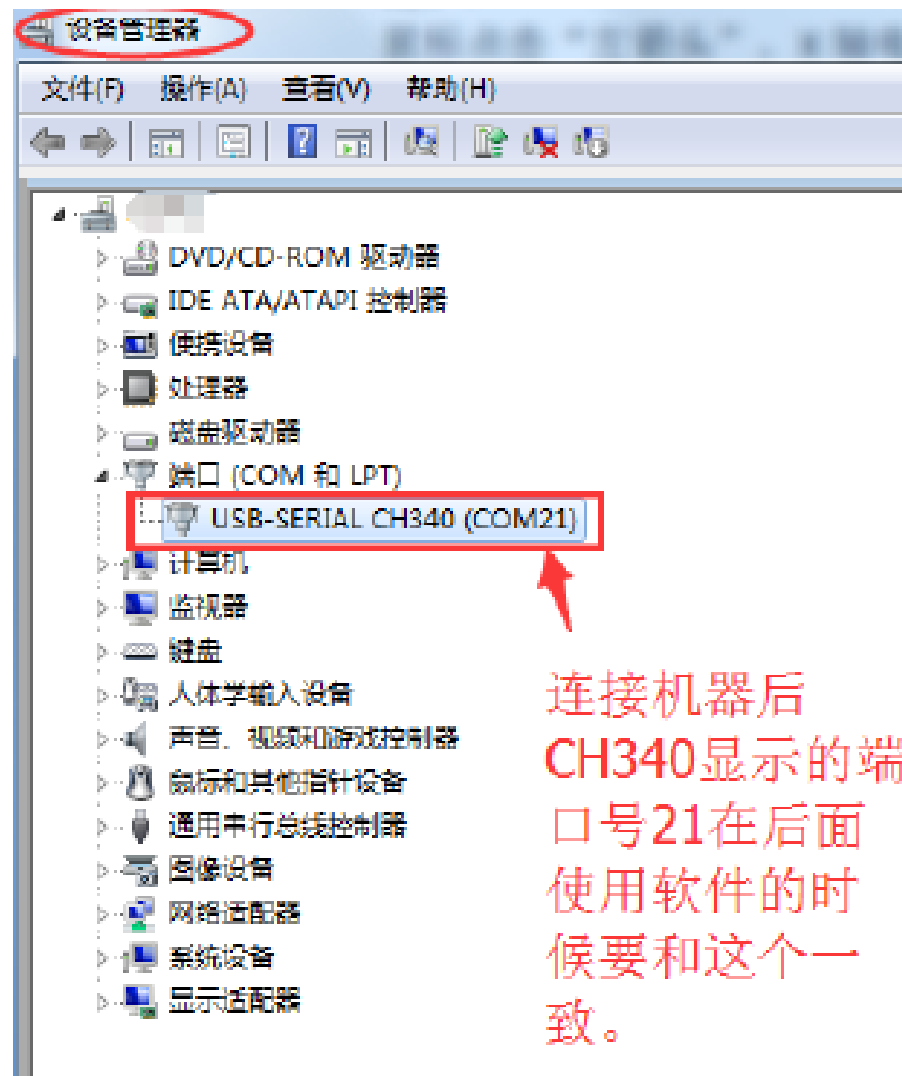 设备管理器
文件(F) 操作(A) 查看(V) 帮助(H)
DVD/CD-ROM 驱动器
IDE ATA/ATAPI 控制器
便携设备
处理器
磁盘驱动器
端口 (COM 和 LPT)
USB-SERIAL CH340 (COM21)
计算机
监视器
键盘
人体学输入设备
声音、视频和游戏控制器
鼠标和其他指针设备
通用串行总线控制器
图像设备
网络适配器
系统设备
显示适配器
连接机器后
CH340显示的端
口号21在后面
使用软件的时
候要和这个一
致。